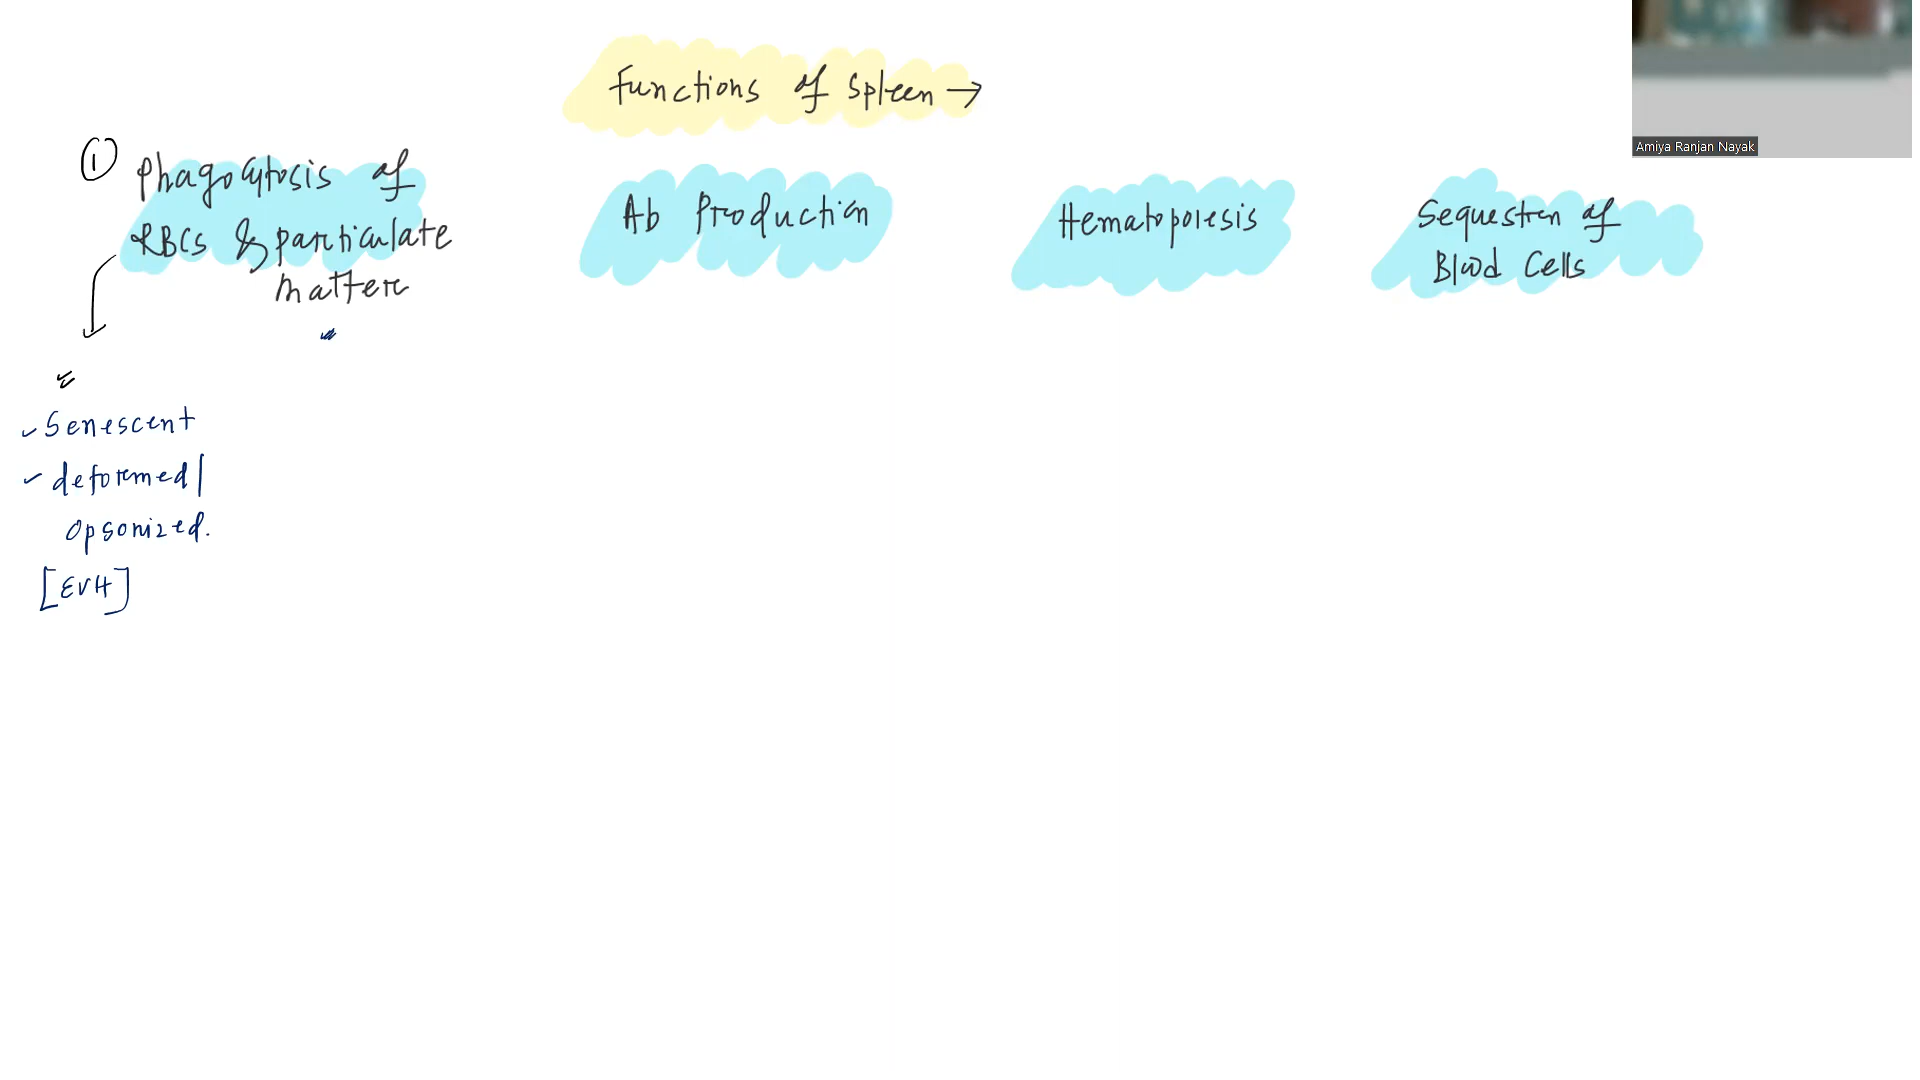 Functions of Spleen →
① Phagocytosis of
RBCs & particulate
matter
Ab Production
Hematopoiesis
Sequestrn of
Blood Cells
✓ Senescent
✓ deformed/
opsonized.
[EVH]
Amiya Ranjan Nayak